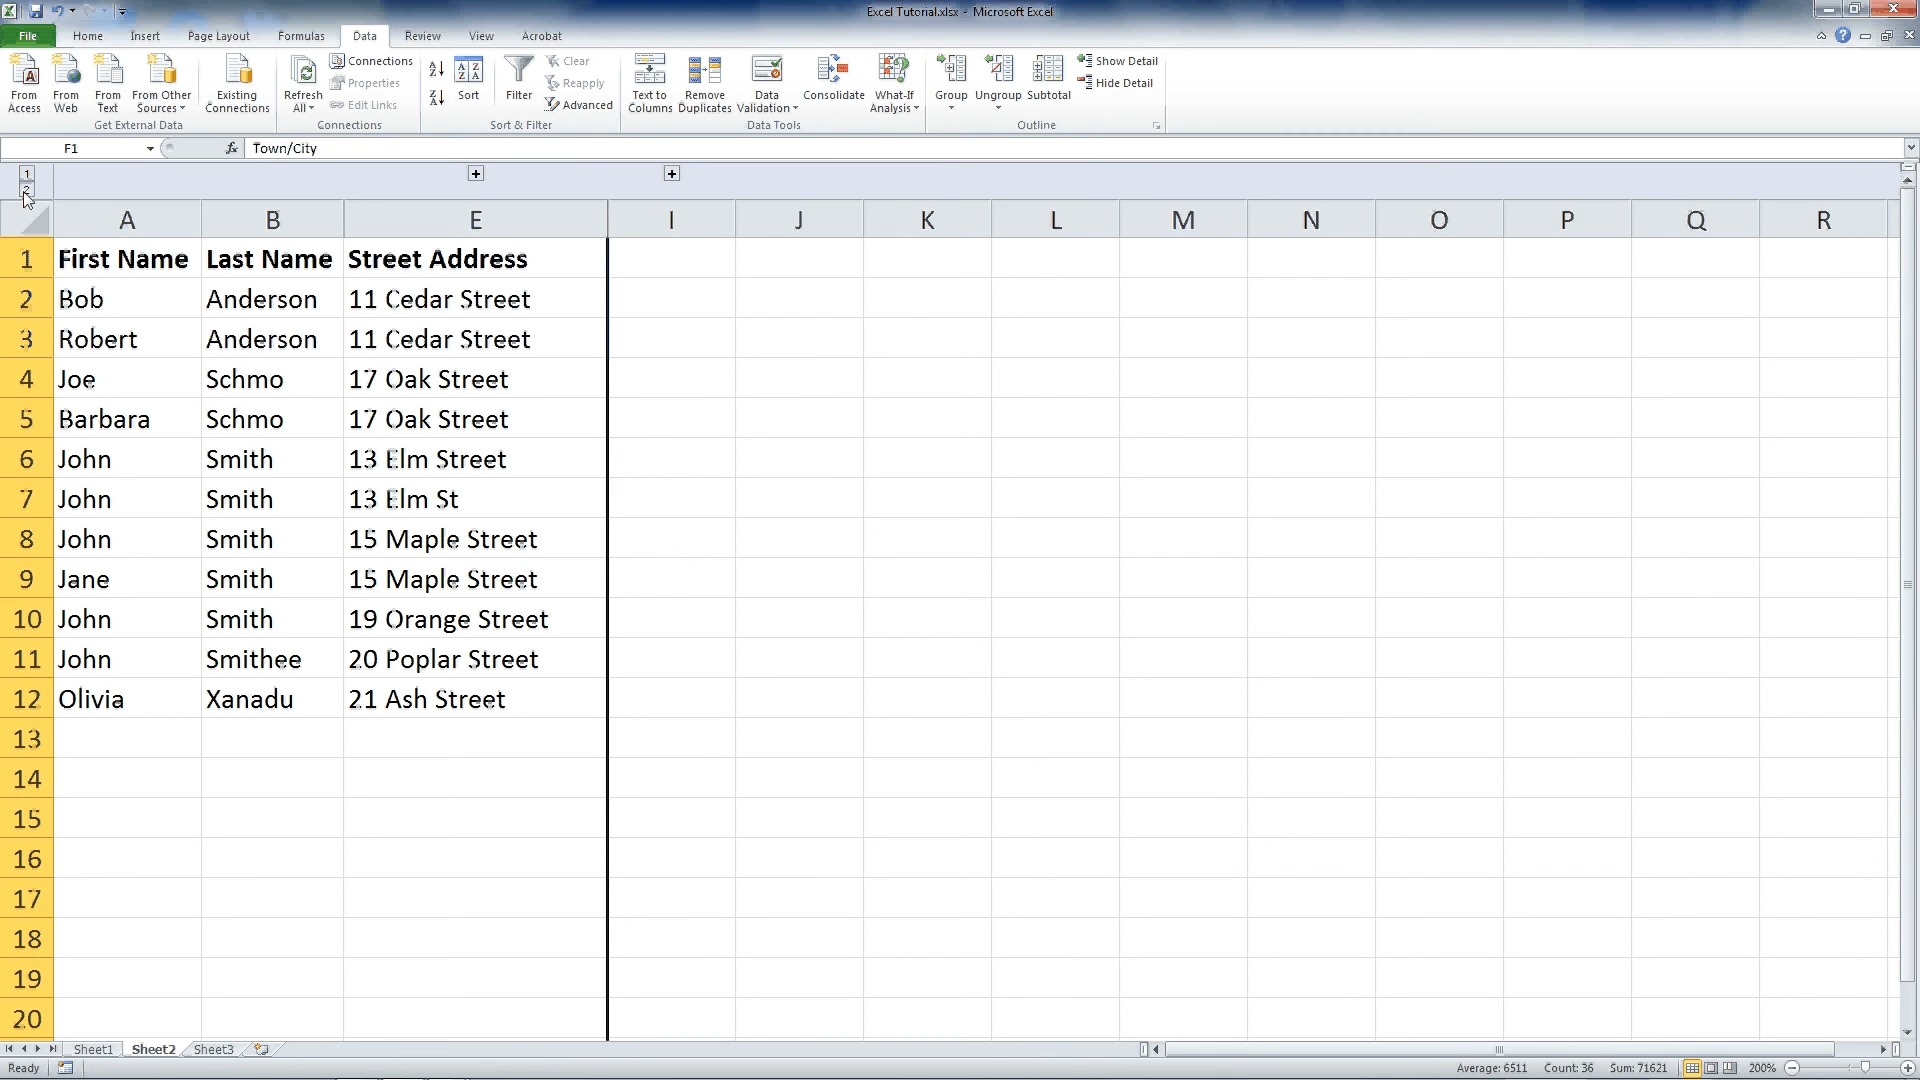 Excel Tutorial.xlsx - Microsoft Excel
File Home Insert Page Layout Formulas Data Review View Acrobat
From Access
From Web
From Text
From Other Sources
Existing Connections
Get External Data
Refresh All
Connections
Properties
Edit Links
Connections
Sort
Filter
Clear
Reapply
Advanced
Sort & Filter
Text to Columns
Remove Duplicates
Data Validation
Consolidate
What-If Analysis
Data Tools
Group
Ungroup
Subtotal
Show Detail
Hide Detail
Outline
F1 fx Town/City
1
2
A B E I J K L M N O P Q R
1 First Name Last Name Street Address
2 Bob Anderson 11 Cedar Street
3 Robert Anderson 11 Cedar Street
4 Joe Schmo 17 Oak Street
5 Barbara Schmo 17 Oak Street
6 John Smith 13 Elm Street
7 John Smith 13 Elm St
8 John Smith 15 Maple Street
9 Jane Smith 15 Maple Street
10 John Smith 19 Orange Street
11 John Smithee 20 Poplar Street
12 Olivia Xanadu 21 Ash Street
13
14
15
16
17
18
19
20
Sheet1 Sheet2 Sheet3
Ready Average: 6511 Count: 36 Sum: 71621 200%